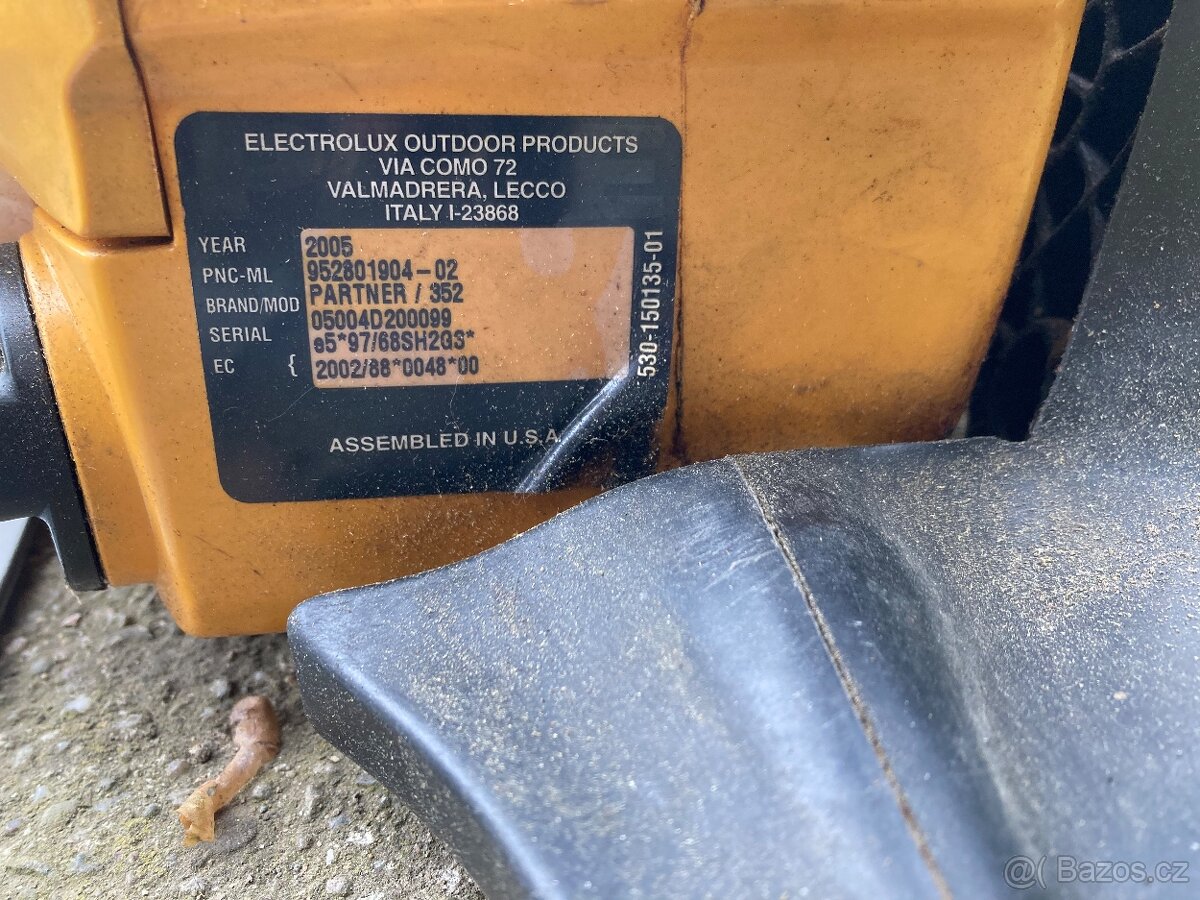 ELECTROLUX OUTDOOR PRODUCTS
VIA COMO 72
VALMADRERA, LECCO
ITALY I-23868
YEAR 2005
PNC-ML 952801904-02
BRAND/MOD PARTNER / 352
SERIAL 05004D200099
e5*97/68SH2G3*
EC { 2002/88*0048*00
530-150135-01
ASSEMBLED IN U.S.A.
@ Bazos.cz